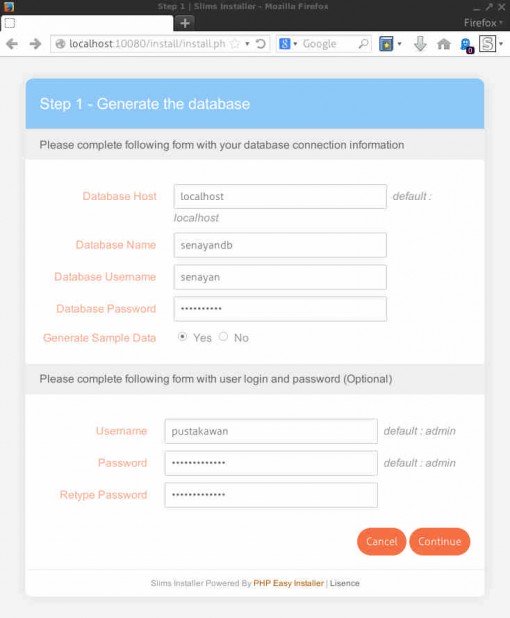 Step 1 | Slims Installer - Mozilla Firefox
Firefox
localhost:10080/install/install.ph
Google
0
S
Step 1 - Generate the database
Please complete following form with your database connection information
Database Host localhost default :
localhost
Database Name senayandb
Database Username senayan
Database Password ••••••••••
Generate Sample Data Yes No
Please complete following form with user login and password (Optional)
Username pustakawan default : admin
Password ••••••••••••• default : admin
Retype Password •••••••••••••
Cancel Continue
Slims Installer Powered By PHP Easy Installer | Lisence